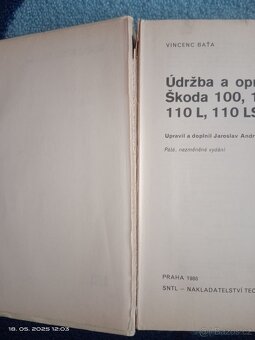 VINCENC BAŤA
Údržba a opr
Škoda 100, 1
110 L, 110 LS
Upravil a doplnil Jaroslav Andr
Páté, nezměněné vydání
PRAHA 1986
SNTL – NAKLADATELSTVÍ TEC
18.05.2025 12:03